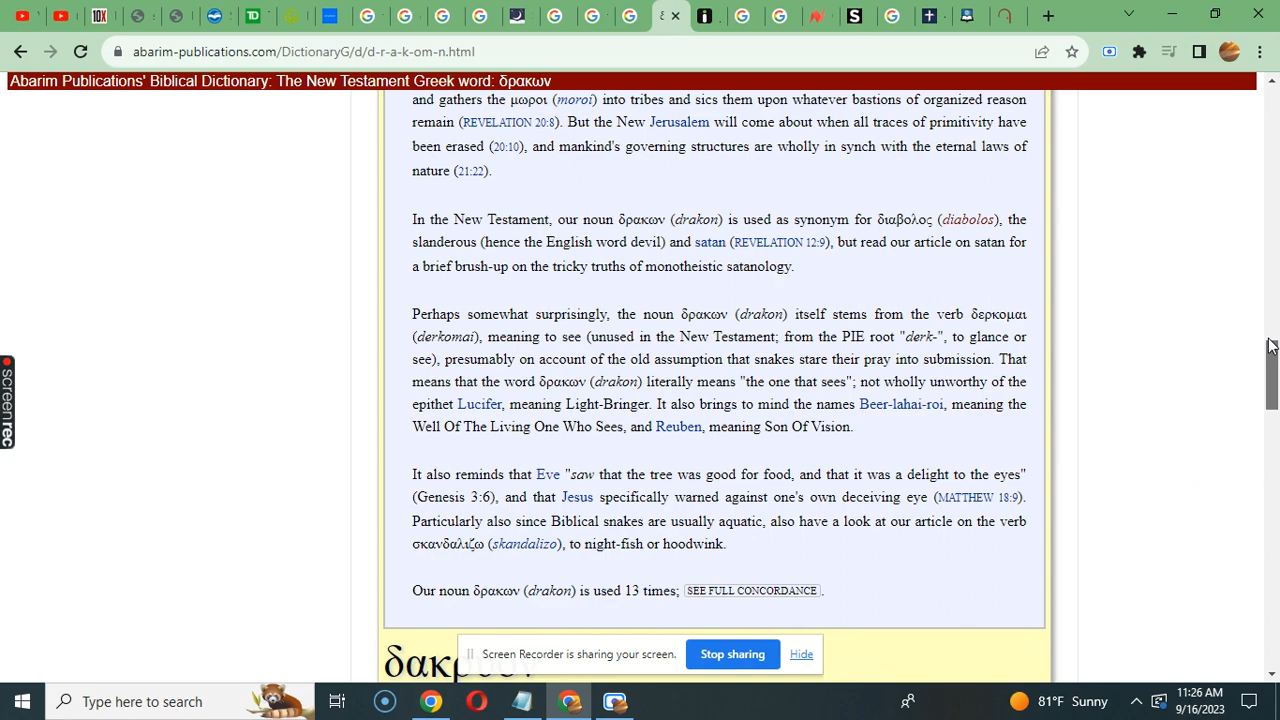 abarim-publications.com/DictionaryG/d/d-r-a-k-om-n.html
Abarim Publications' Biblical Dictionary: The New Testament Greek word: δρακων
and gathers the μωροι (moroi) into tribes and sics them upon whatever bastions of organized reason
remain (REVELATION 20:8). But the New Jerusalem will come about when all traces of primitivity have
been erased (20:10), and mankind's governing structures are wholly in synch with the eternal laws of
nature (21:22).
In the New Testament, our noun δρακων (drakon) is used as synonym for διαβολος (diabolos), the
slanderous (hence the English word devil) and satan (REVELATION 12:9), but read our article on satan for
a brief brush-up on the tricky truths of monotheistic satanology.
Perhaps somewhat surprisingly, the noun δρακων (drakon) itself stems from the verb δερκομαι
(derkomai), meaning to see (unused in the New Testament; from the PIE root "derk-", to glance or
see), presumably on account of the old assumption that snakes stare their pray into submission. That
means that the word δρακων (drakon) literally means "the one that sees"; not wholly unworthy of the
epithet Lucifer, meaning Light-Bringer. It also brings to mind the names Beer-lahai-roi, meaning the
Well Of The Living One Who Sees, and Reuben, meaning Son Of Vision.
It also reminds that Eve "saw that the tree was good for food, and that it was a delight to the eyes"
(Genesis 3:6), and that Jesus specifically warned against one's own deceiving eye (MATTHEW 18:9).
Particularly also since Biblical snakes are usually aquatic, also have a look at our article on the verb
σκανδαλιζω (skandalizo), to night-fish or hoodwink.
Our noun δρακων (drakon) is used 13 times; SEE FULL CONCORDANCE.
Screen Recorder is sharing your screen. Stop sharing Hide
screen rec
Type here to search
81°F Sunny
11:26 AM
9/16/2023